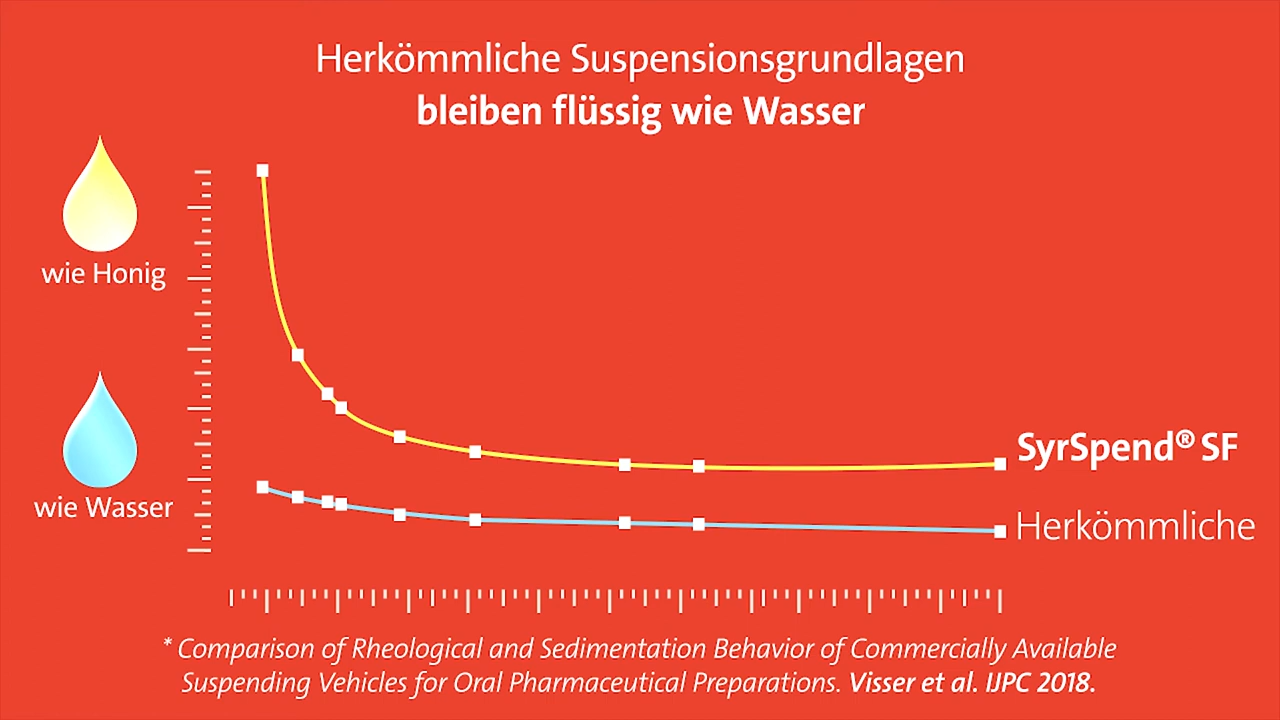 Herkömmliche Suspensionsgrundlagen
bleiben flüssig wie Wasser
wie Honig
wie Wasser
SyrSpend® SF
Herkömmliche
* Comparison of Rheological and Sedimentation Behavior of Commercially Available
Suspending Vehicles for Oral Pharmaceutical Preparations. Visser et al. IJPC 2018.